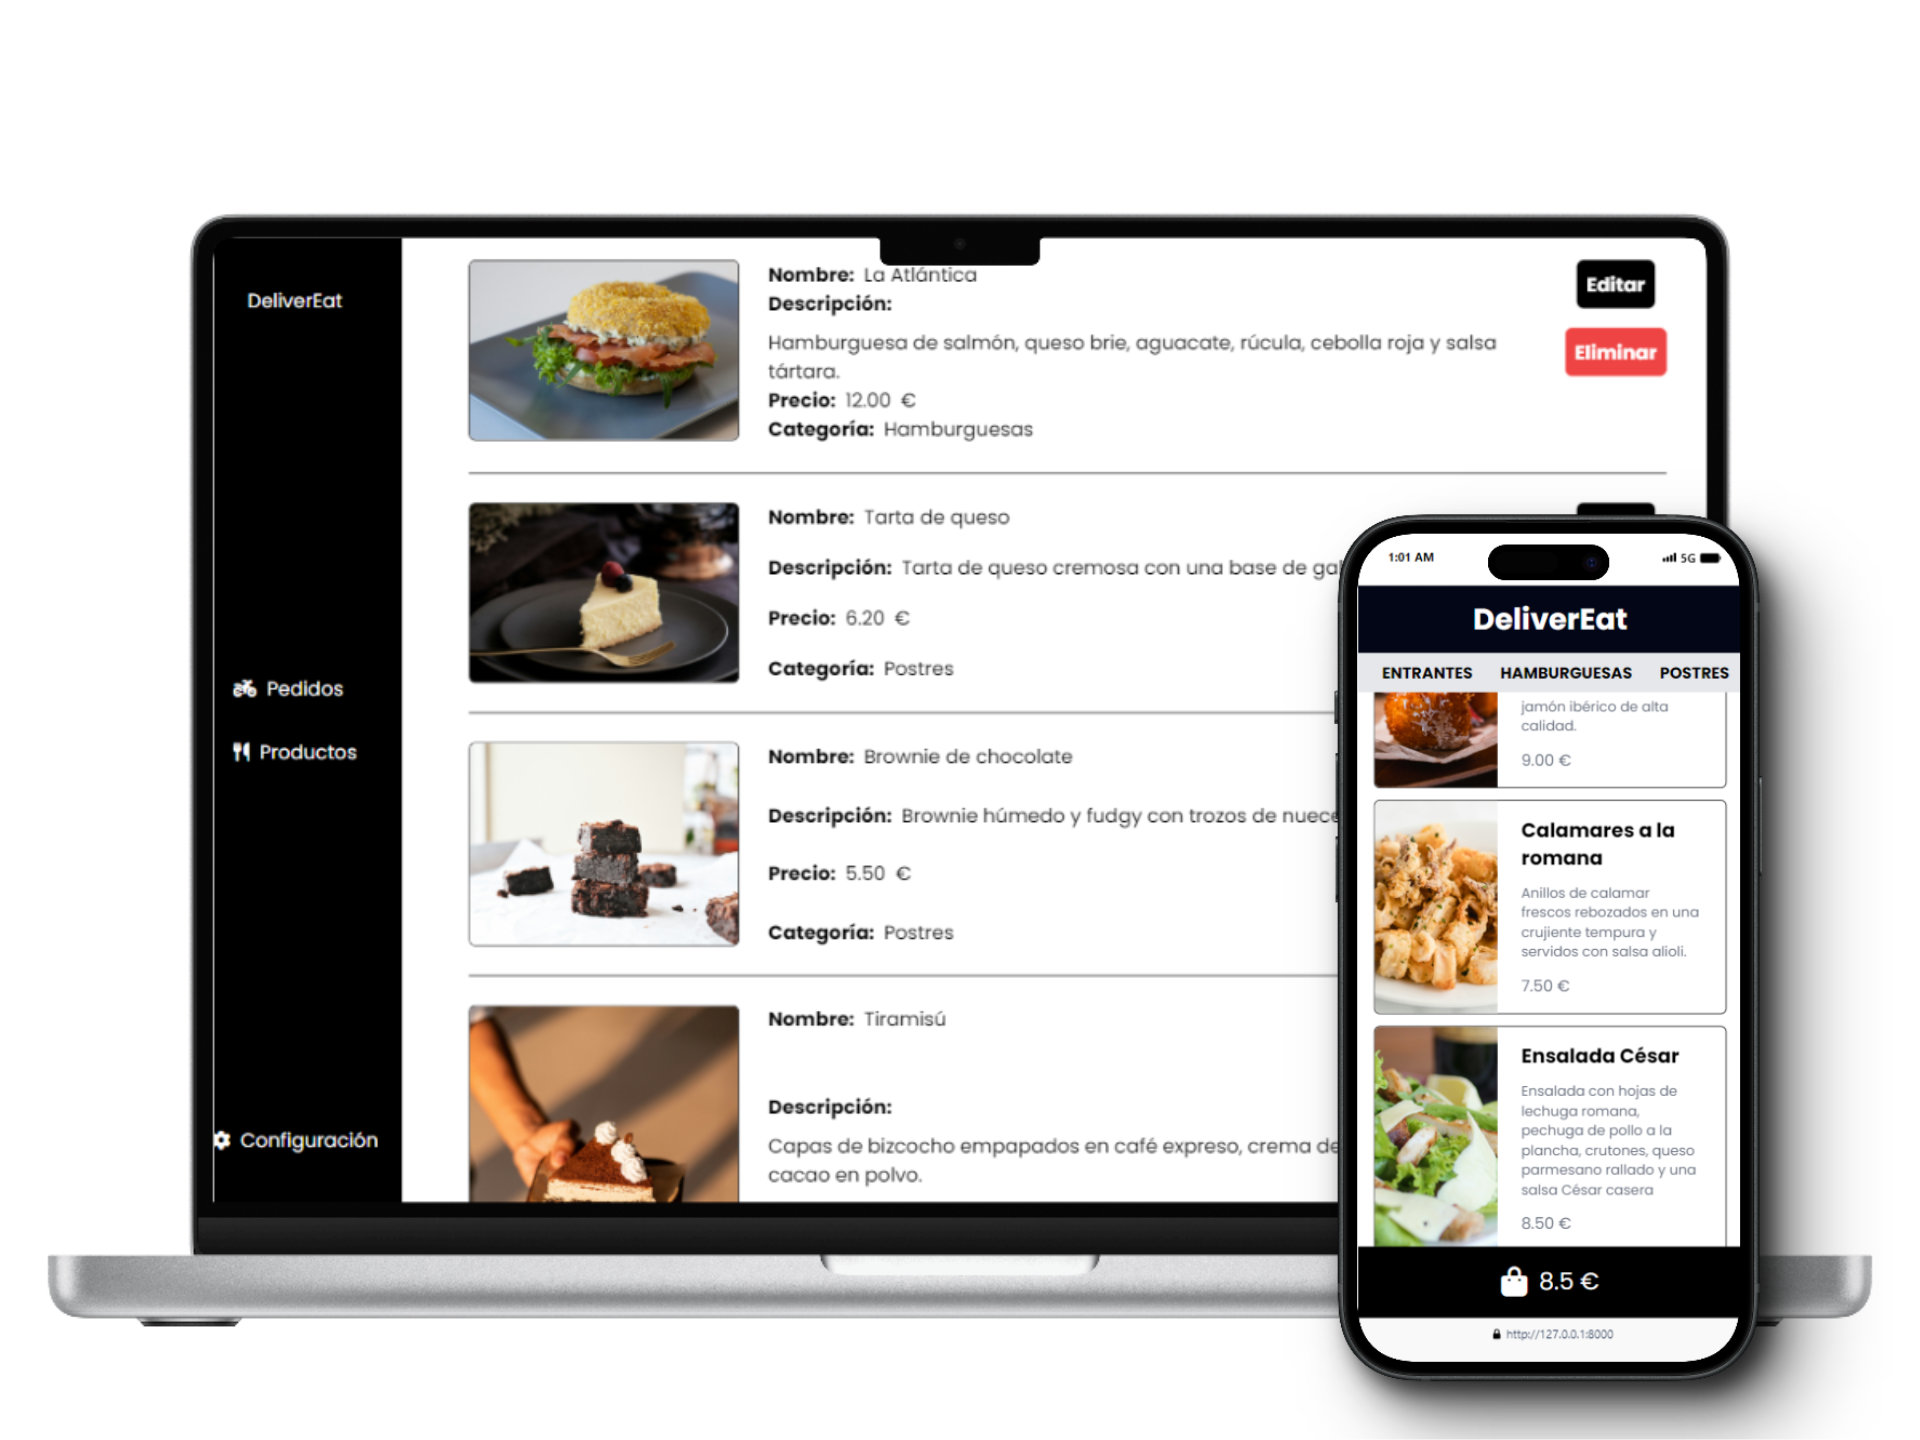 DeliverEat
Pedidos
Productos
Configuración
Nombre: La Atlántica
Descripción:
Hamburguesa de salmón, queso brie, aguacate, rúcula, cebolla roja y salsa
tártara.
Precio: 12.00 €
Categoría: Hamburguesas
Editar
Eliminar
Nombre: Tarta de queso
Descripción: Tarta de queso cremosa con una base de
Precio: 6.20 €
Categoría: Postres
Nombre: Brownie de chocolate
Descripción: Brownie húmedo y fudgy con trozos de
Precio: 5.50 €
Categoría: Postres
Nombre: Tiramisú
Descripción:
Capas de bizcocho empapados en café expreso, crema de
cacao en polvo.
1:01 AM
5G
DeliverEat
ENTRANTES HAMBURGUESAS POSTRES
jamón ibérico de alta
calidad.
9.00 €
Calamares a la
romana
Anillos de calamar
frescos rebozados en una
crujiente tempura y
servidos con salsa alioli.
7.50 €
Ensalada César
Ensalada con hojas de
lechuga romana,
pechuga de pollo a la
plancha, crutones, queso
parmesano rallado y una
salsa César casera
8.50 €
8.5 €
http://127.0.0.1:8000